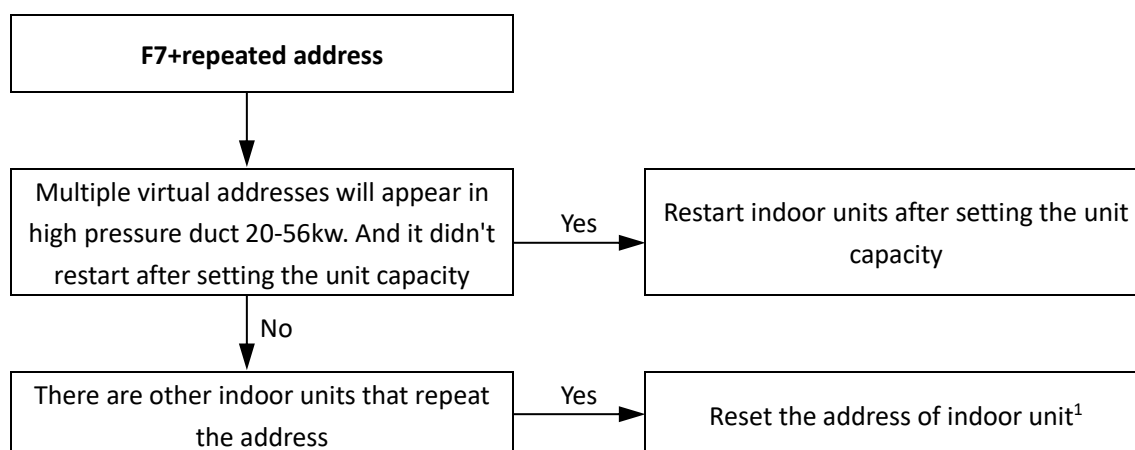 F7+repeated address
Multiple virtual addresses will appear in
high pressure duct 20-56kw. And it didn't
restart after setting the unit capacity
Yes
Restart indoor units after setting the unit
capacity
No
There are other indoor units that repeat
the address
Yes
Reset the address of indoor unit1